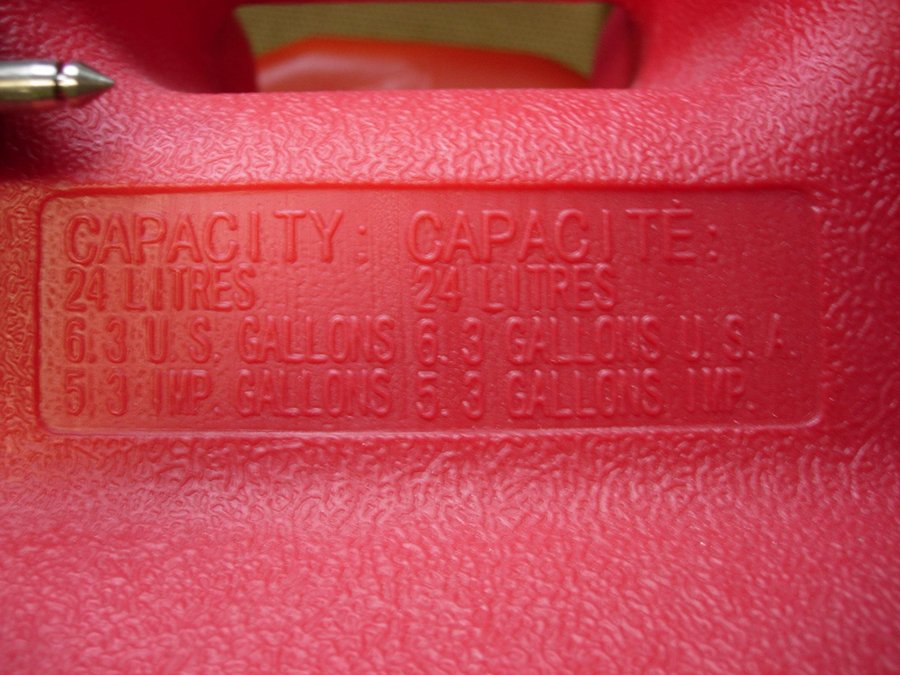 CAPACITY: CAPACITÉ:
24 LITRES 24 LITRES
6.3 U.S. GALLONS 6.3 GALLONS U.S.A.
5.3 IMP. GALLONS 5.3 GALLONS IMP.